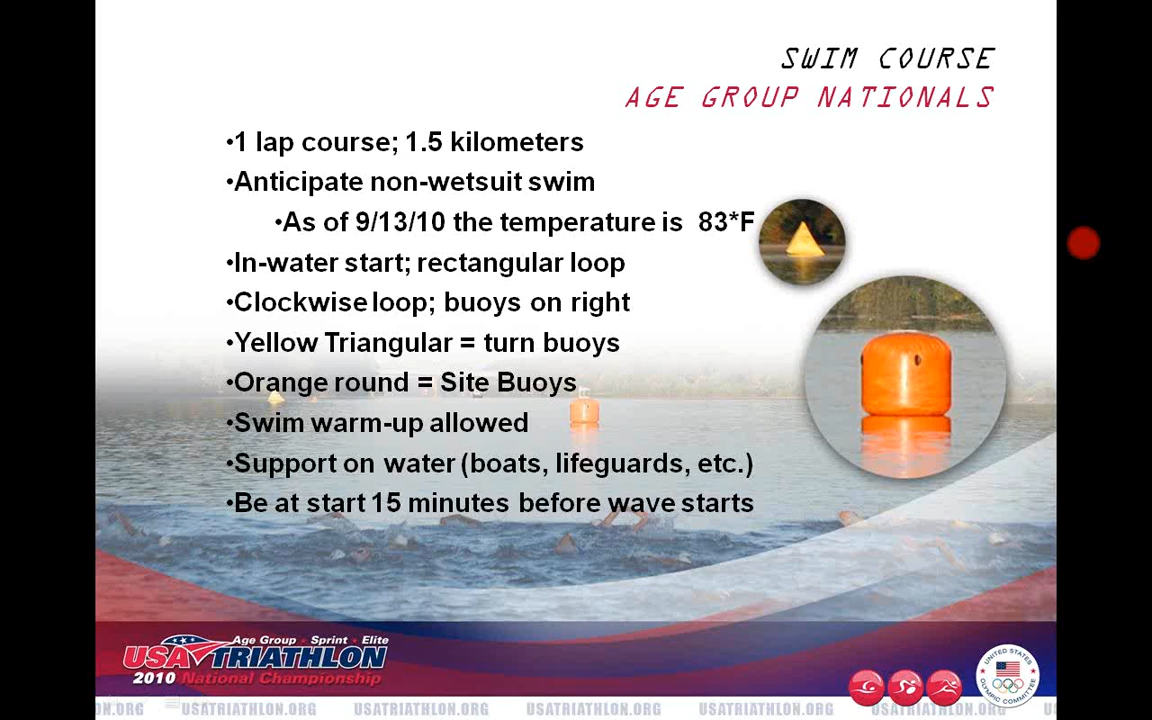 SWIM COURSE
AGE GROUP NATIONALS
•1 lap course; 1.5 kilometers
•Anticipate non-wetsuit swim
•As of 9/13/10 the temperature is 83*F
•In-water start; rectangular loop
•Clockwise loop; buoys on right
•Yellow Triangular = turn buoys
•Orange round = Site Buoys
•Swim warm-up allowed
•Support on water (boats, lifeguards, etc.)
•Be at start 15 minutes before wave starts
Age Group Sprint Elite
USA TRIATHLON
2010 National Championship
UNITED STATES
OLYMPIC COMMITTEE
N.ORG USATRIATHLON.ORG USATRIATHLON.ORG USATRIATHLON.ORG USATRIATHLON.ORG USATRIATHLON.ORG